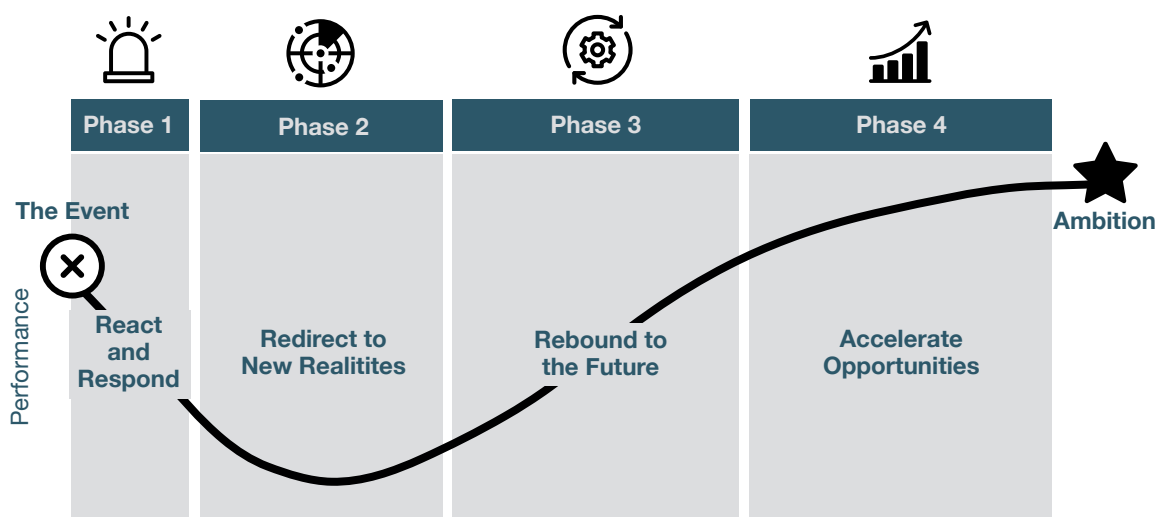 Phase 1
Phase 2
Phase 3
Phase 4
The Event
Ambition
Performance
React
and
Respond
Redirect to
New Realitites
Rebound to
the Future
Accelerate
Opportunities